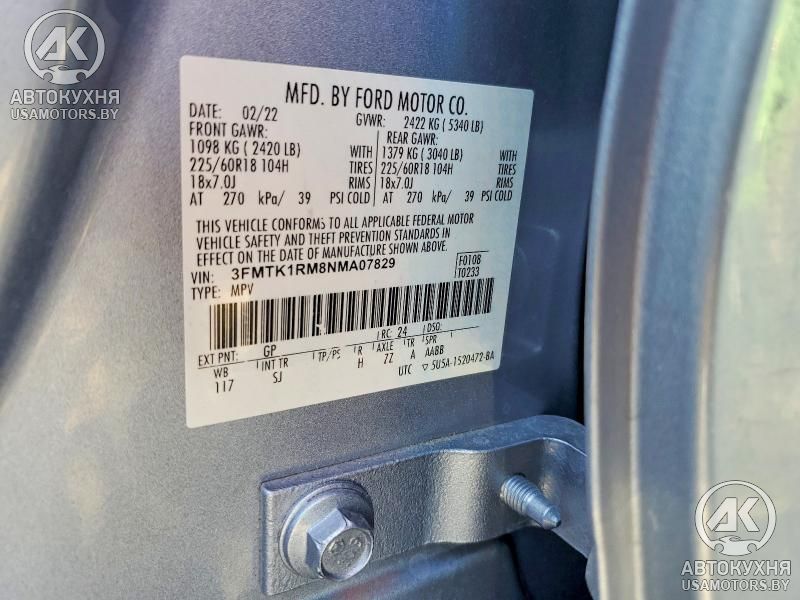 AK
АВТОКУХНЯ
USAMOTORS.BY
MFD. BY FORD MOTOR CO.
DATE: 02/22 GVWR: 2422 KG ( 5340 LB)
FRONT GAWR: REAR GAWR:
1098 KG ( 2420 LB) WITH 1379 KG ( 3040 LB) WITH
225/60R18 104H TIRES 225/60R18 104H TIRES
18x7.0J RIMS 18x7.0J RIMS
AT 270 kPa/ 39 PSI COLD AT 270 kPa/ 39 PSI COLD
THIS VEHICLE CONFORMS TO ALL APPLICABLE FEDERAL MOTOR
VEHICLE SAFETY AND THEFT PREVENTION STANDARDS IN
EFFECT ON THE DATE OF MANUFACTURE SHOWN ABOVE.
VIN: 3FMTK1RM8NMA07829 F0108
TYPE: MPV T0233
RC: 24 DSO:
EXT PNT: GP
WB INT TR TP/PS R AXLE TR SPR
117 SJ H ZZ A AABB
UTC ▽ 5U5A-1520472-BA
AK
АВТОКУХНЯ
USAMOTORS.BY